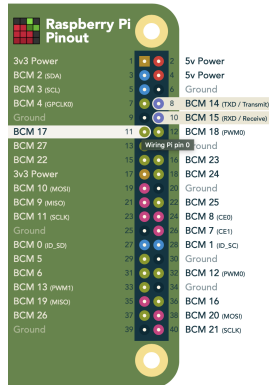 Raspberry Pi
Pinout
3v3 Power 1 2 5v Power
BCM 2 (SDA) 3 4 5v Power
BCM 3 (SCL) 5 6 Ground
BCM 4 (GPCLK0) 7 8 BCM 14 (TXD / Transmit)
Ground 9 10 BCM 15 (RXD / Receive)
BCM 17 11 12 BCM 18 (PWM0)
BCM 27 13 Wiring Pi pin 0
BCM 22 15 16 BCM 23
3v3 Power 17 18 BCM 24
BCM 10 (MOSI) 19 20 Ground
BCM 9 (MISO) 21 22 BCM 25
BCM 11 (SCLK) 23 24 BCM 8 (CE0)
Ground 25 26 BCM 7 (CE1)
BCM 0 (ID_SD) 27 28 BCM 1 (ID_SC)
BCM 5 29 30 Ground
BCM 6 31 32 BCM 12 (PWM0)
BCM 13 (PWM1) 33 34 Ground
BCM 19 (MISO) 35 36 BCM 16
BCM 26 37 38 BCM 20 (MOSI)
Ground 39 40 BCM 21 (SCLK)